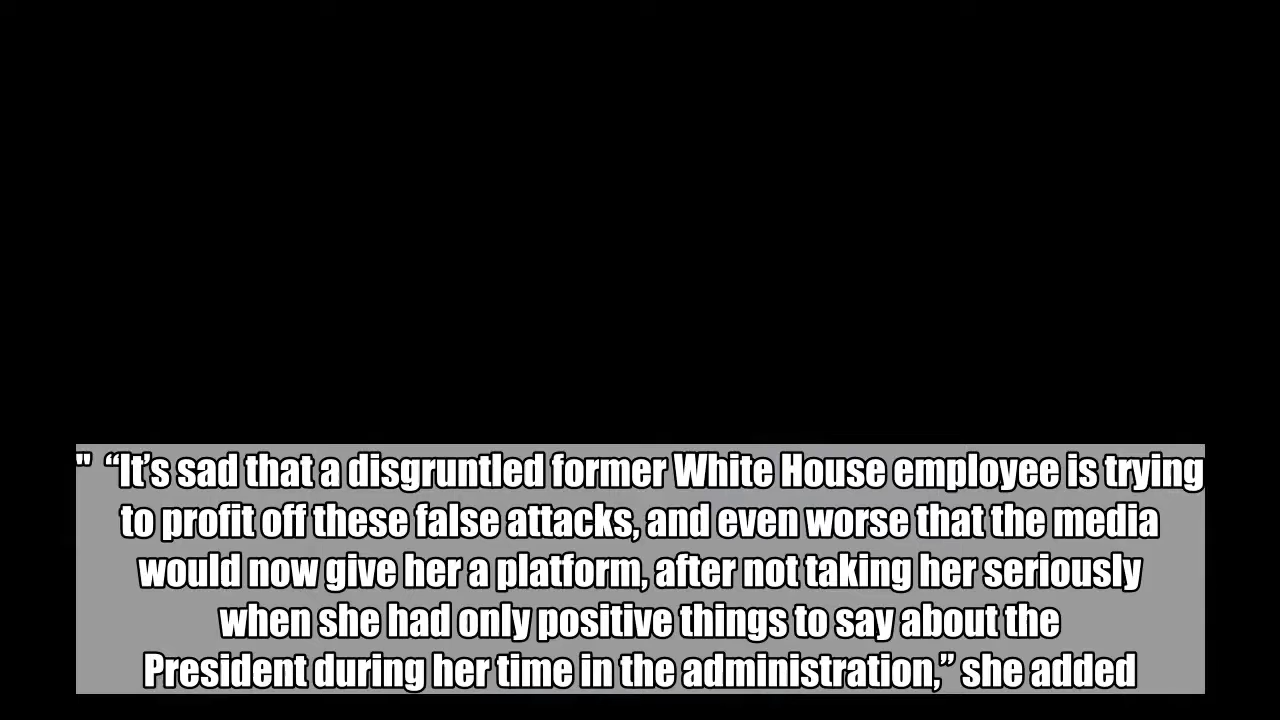 "  “It’s sad that a disgruntled former White House employee is trying
to profit off these false attacks, and even worse that the media
would now give her a platform, after not taking her seriously
when she had only positive things to say about the
President during her time in the administration,” she added